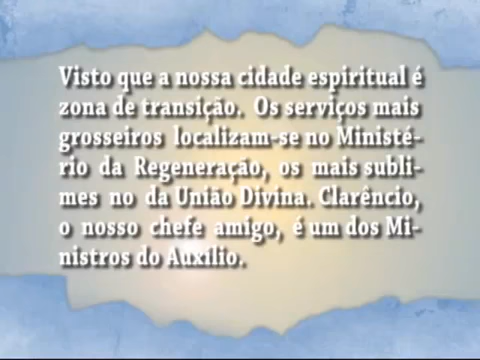 Visto que a nossa cidade espiritual é
zona de transição. Os serviços mais
grosseiros localizam-se no Ministé-
rio da Regeneração, os mais subli-
mes no da União Divina. Clarêncio,
o nosso chefe amigo, é um dos Mi-
nistros do Auxílio.